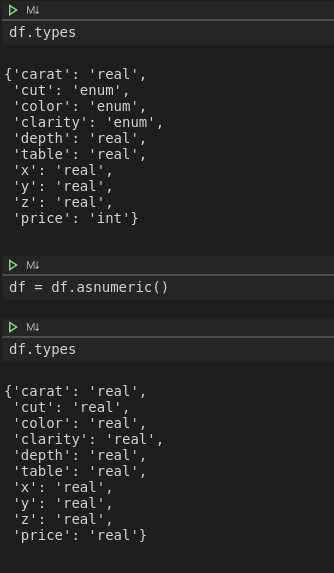 M↓
df.types
{'carat': 'real',
'cut': 'enum',
'color': 'enum',
'clarity': 'enum',
'depth': 'real',
'table': 'real',
'x': 'real',
'y': 'real',
'z': 'real',
'price': 'int'}
M↓
df = df.asnumeric()
M↓
df.types
{'carat': 'real',
'cut': 'real',
'color': 'real',
'clarity': 'real',
'depth': 'real',
'table': 'real',
'x': 'real',
'y': 'real',
'z': 'real',
'price': 'real'}